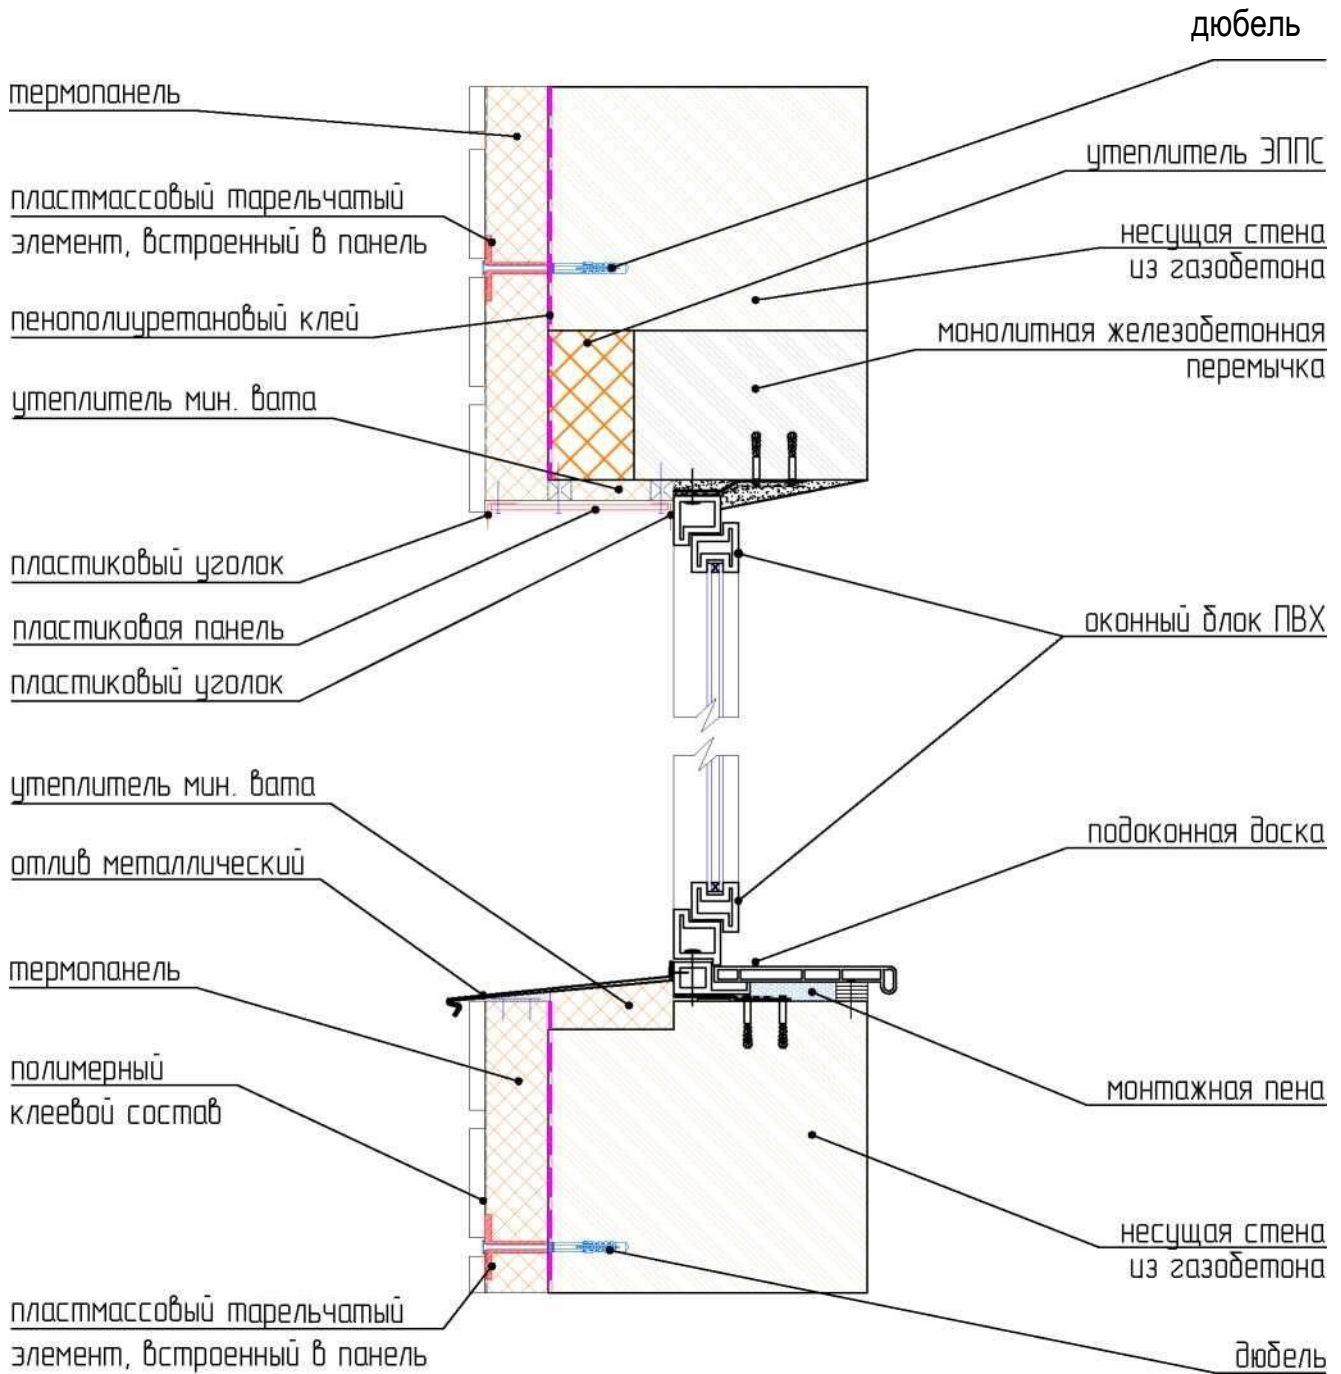 дюбель
термопанель
утеплитель ЭППС
пластмассовый тарельчатый
элемент, встроенный в панель
несущая стена
из газобетона
пенополиуретановый клей
монолитная железобетонная
перемычка
утеплитель мин. вата
пластиковый уголок
пластиковая панель
оконный блок ПВХ
пластиковый уголок
утеплитель мин. вата
подоконная доска
отлив металлический
термопанель
полимерный
клеевой состав
монтажная пена
несущая стена
из газобетона
пластмассовый тарельчатый
элемент, встроенный в панель
дюбель